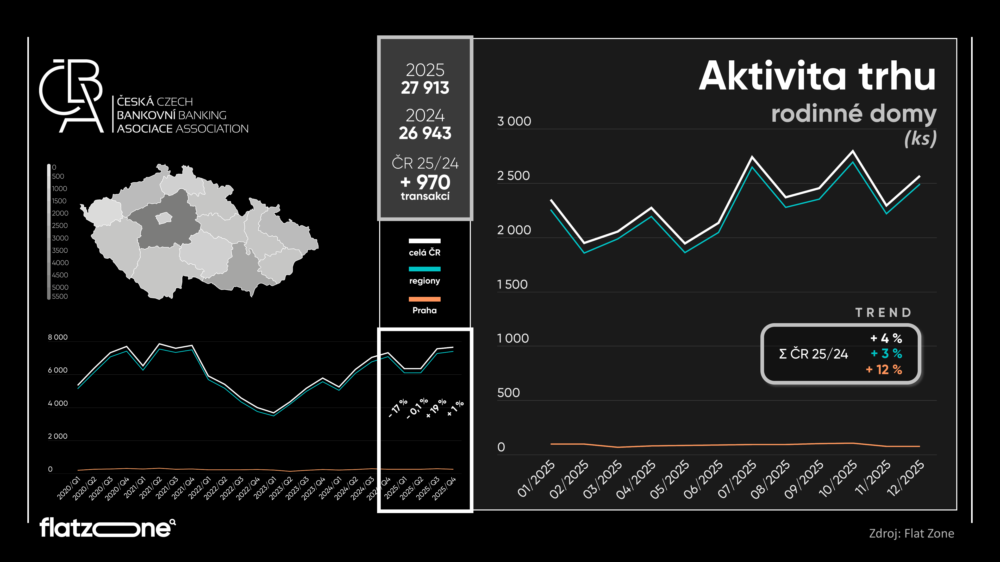 ČBA
ČESKÁ CZECH
BANKOVNÍ BANKING
ASOCIACE ASSOCIATION
2025
27 913
2024
26 943
ČR 25/24
+ 970
transakcí
Aktivita trhu
rodinné domy
(ks)
0
500
1000
1500
2000
2500
3000
3500
4000
4500
5000
5500
celá ČR
regiony
Praha
8 000
6 000
4 000
2 000
0
- 17 %
- 0,1 %
+ 19 %
+ 1 %
2020/Q1
2020/Q2
2020/Q3
2020/Q4
2021/Q1
2021/Q2
2021/Q3
2021/Q4
2022/Q1
2022/Q2
2022/Q3
2022/Q4
2023/Q1
2023/Q2
2023/Q3
2023/Q4
2024/Q1
2024/Q2
2024/Q3
2024/Q4
2025/Q1
2025/Q2
2025/Q3
2025/Q4
3 000
2 500
2 000
1 500
1 000
500
0
TREND
Σ ČR 25/24
+ 4 %
+ 3 %
+ 12 %
01/2025
02/2025
03/2025
04/2025
05/2025
06/2025
07/2025
08/2025
09/2025
10/2025
11/2025
12/2025
flatzone
Zdroj: Flat Zone